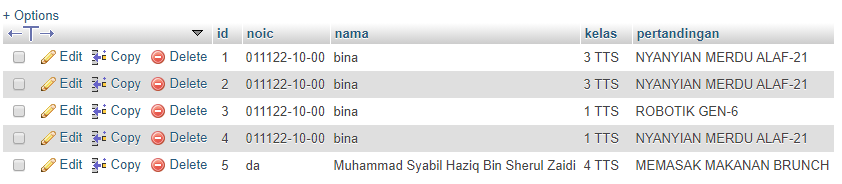 + Options
←T→ id noic nama kelas pertandingan
Edit Copy Delete 1 011122-10-00 bina 3 TTS NYANYIAN MERDU ALAF-21
Edit Copy Delete 2 011122-10-00 bina 3 TTS NYANYIAN MERDU ALAF-21
Edit Copy Delete 3 011122-10-00 bina 1 TTS ROBOTIK GEN-6
Edit Copy Delete 4 011122-10-00 bina 1 TTS NYANYIAN MERDU ALAF-21
Edit Copy Delete 5 da Muhammad Syabil Haziq Bin Sherul Zaidi 4 TTS MEMASAK MAKANAN BRUNCH